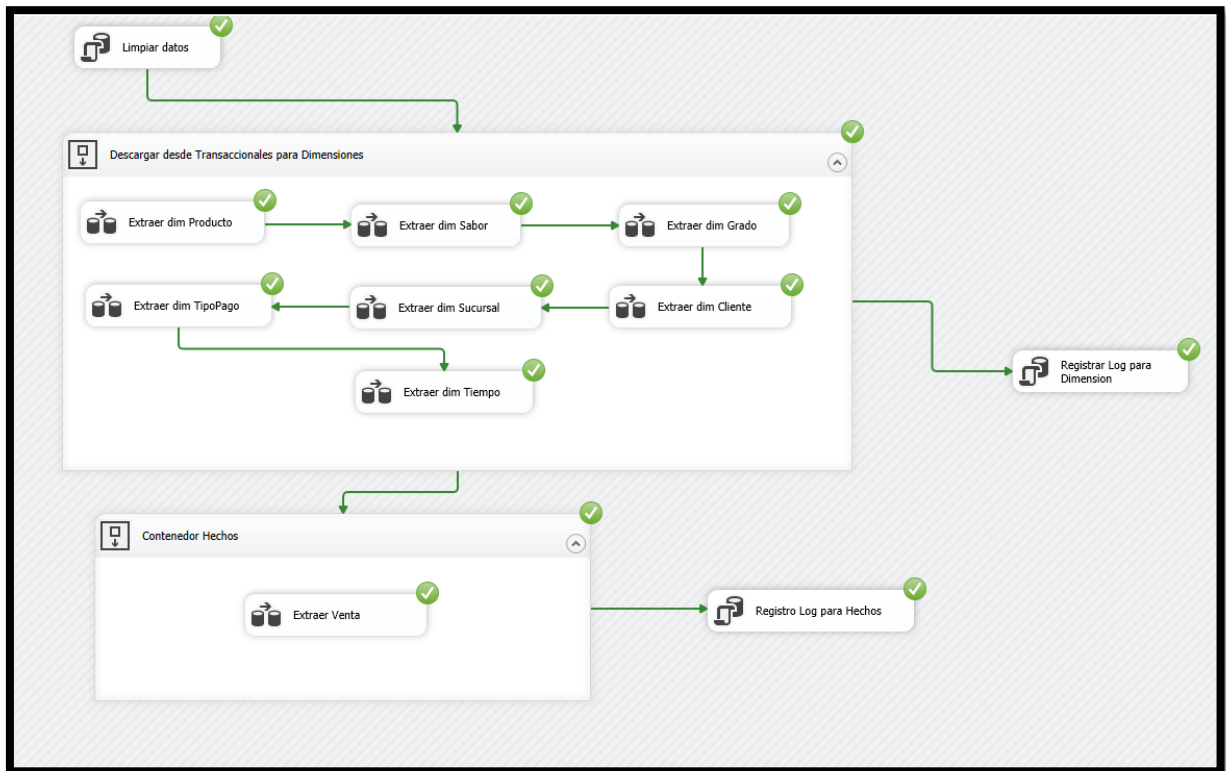 Limpiar datos
Descargar desde Transaccionales para Dimensiones
Extraer dim Producto
Extraer dim Sabor
Extraer dim Grado
Extraer dim TipoPago
Extraer dim Sucursal
Extraer dim Cliente
Extraer dim Tiempo
Registrar Log para
Dimension
Contenedor Hechos
Extraer Venta
Registro Log para Hechos